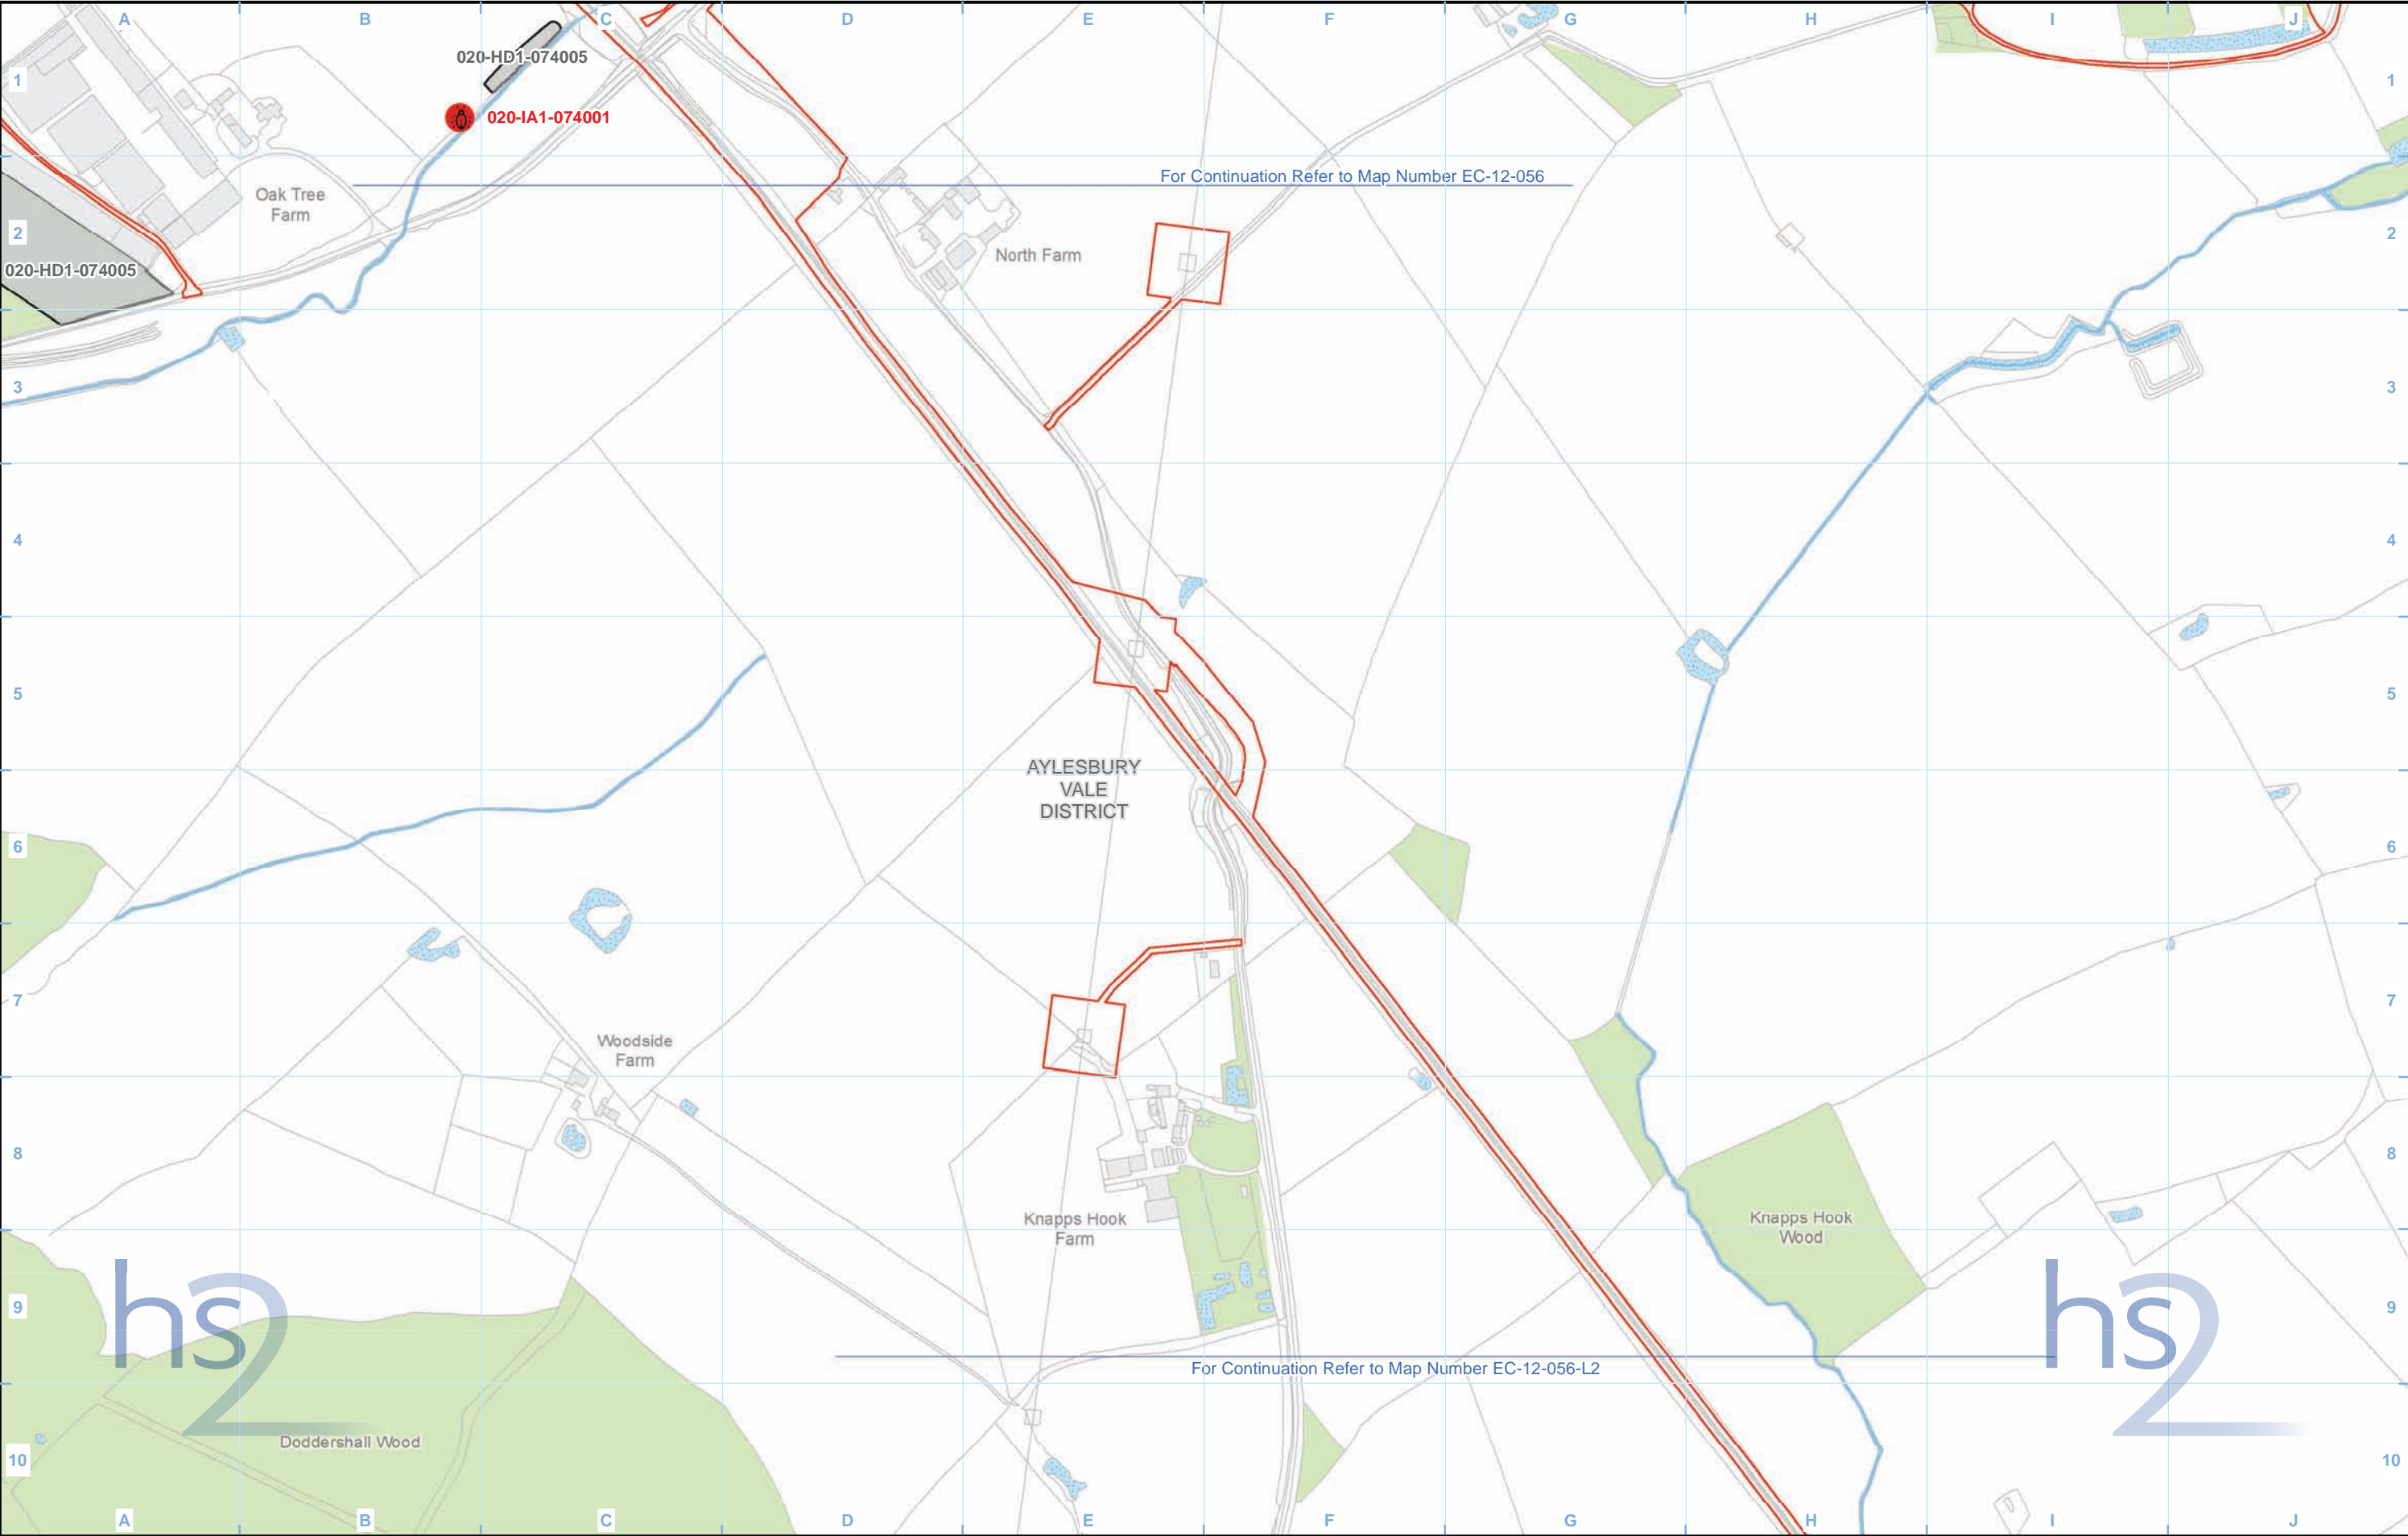 A B C D E F G H I J
020-HD1-074005
1 1
020-IA1-074001
For Continuation Refer to Map Number EC-12-056
Oak Tree
Farm
2 2
North Farm
020-HD1-074005
3 3
4 4
5 5
AYLESBURY
VALE
DISTRICT
6 6
7 7
Woodside
Farm
8 8
Knapps Hook
Farm
Knapps Hook
Wood
hs2
hs2
9 9
For Continuation Refer to Map Number EC-12-056-L2
Doddershall Wood
10 10
A B C D E F G H I J